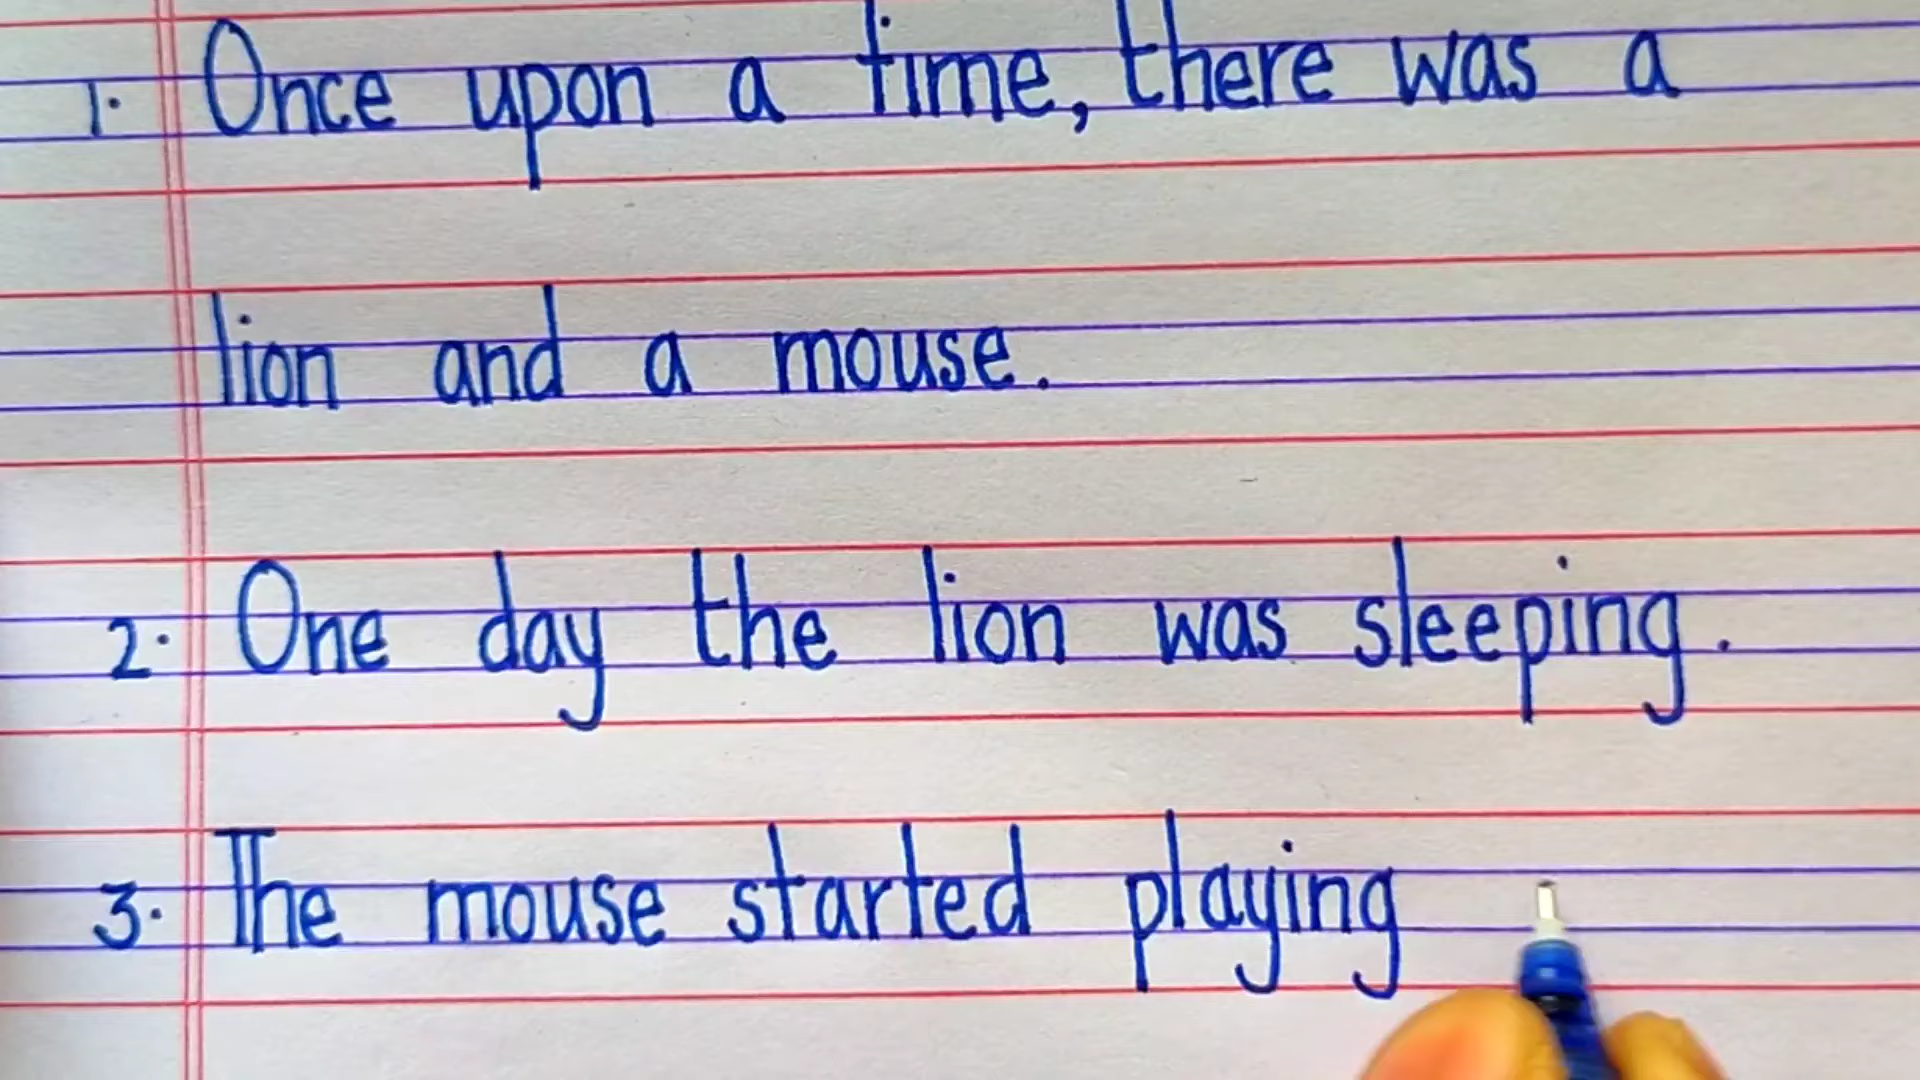 1. Once upon a time, there was a
lion and a mouse.
2. One day the lion was sleeping.
3. The mouse started playing